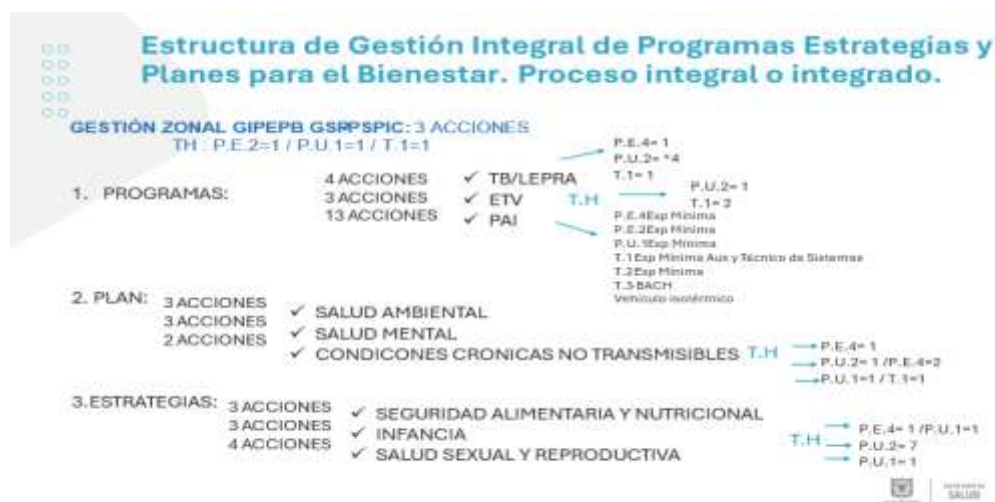 Estructura de Gestión Integral de Programas Estrategias y
Planes para el Bienestar. Proceso integral o integrado.
GESTIÓN ZONAL GIPEPB GSPPSPIC: 3 ACCIONES
TH : P.E.2=1 / P.U.1=1 / T.1=1
1. PROGRAMAS:
4 ACCIONES ✓ TB/LEPRA
3 ACCIONES ✓ ETV
13 ACCIONES ✓ PAI
T.H
P.E.4= 1
P.U.2= *4
T.1= 1
P.U.2= 1
T.1= 2
P.E.4Exp Mínima
P.E.2Exp Mínima
P.U.1Exp Mínima
T.1Exp Mínima Aux y Técnico de Sistemas
T.2Exp Mínima
T.3-BACH
Vehículo isotérmico
2. PLAN:
3 ACCIONES ✓ SALUD AMBIENTAL
3 ACCIONES ✓ SALUD MENTAL
2 ACCIONES ✓ CONDICONES CRONICAS NO TRANSMISIBLES
T.H
P.E.4= 1
P.U.2= 1 /P.E.4=2
P.U.1=1 / T.1=1
3.ESTRATEGIAS:
3 ACCIONES ✓ SEGURIDAD ALIMENTARIA Y NUTRICIONAL
3 ACCIONES ✓ INFANCIA
4 ACCIONES ✓ SALUD SEXUAL Y REPRODUCTIVA
T.H
P.E.4= 1 /P.U.1=1
P.U.2= 7
P.U.1= 1
SALUD